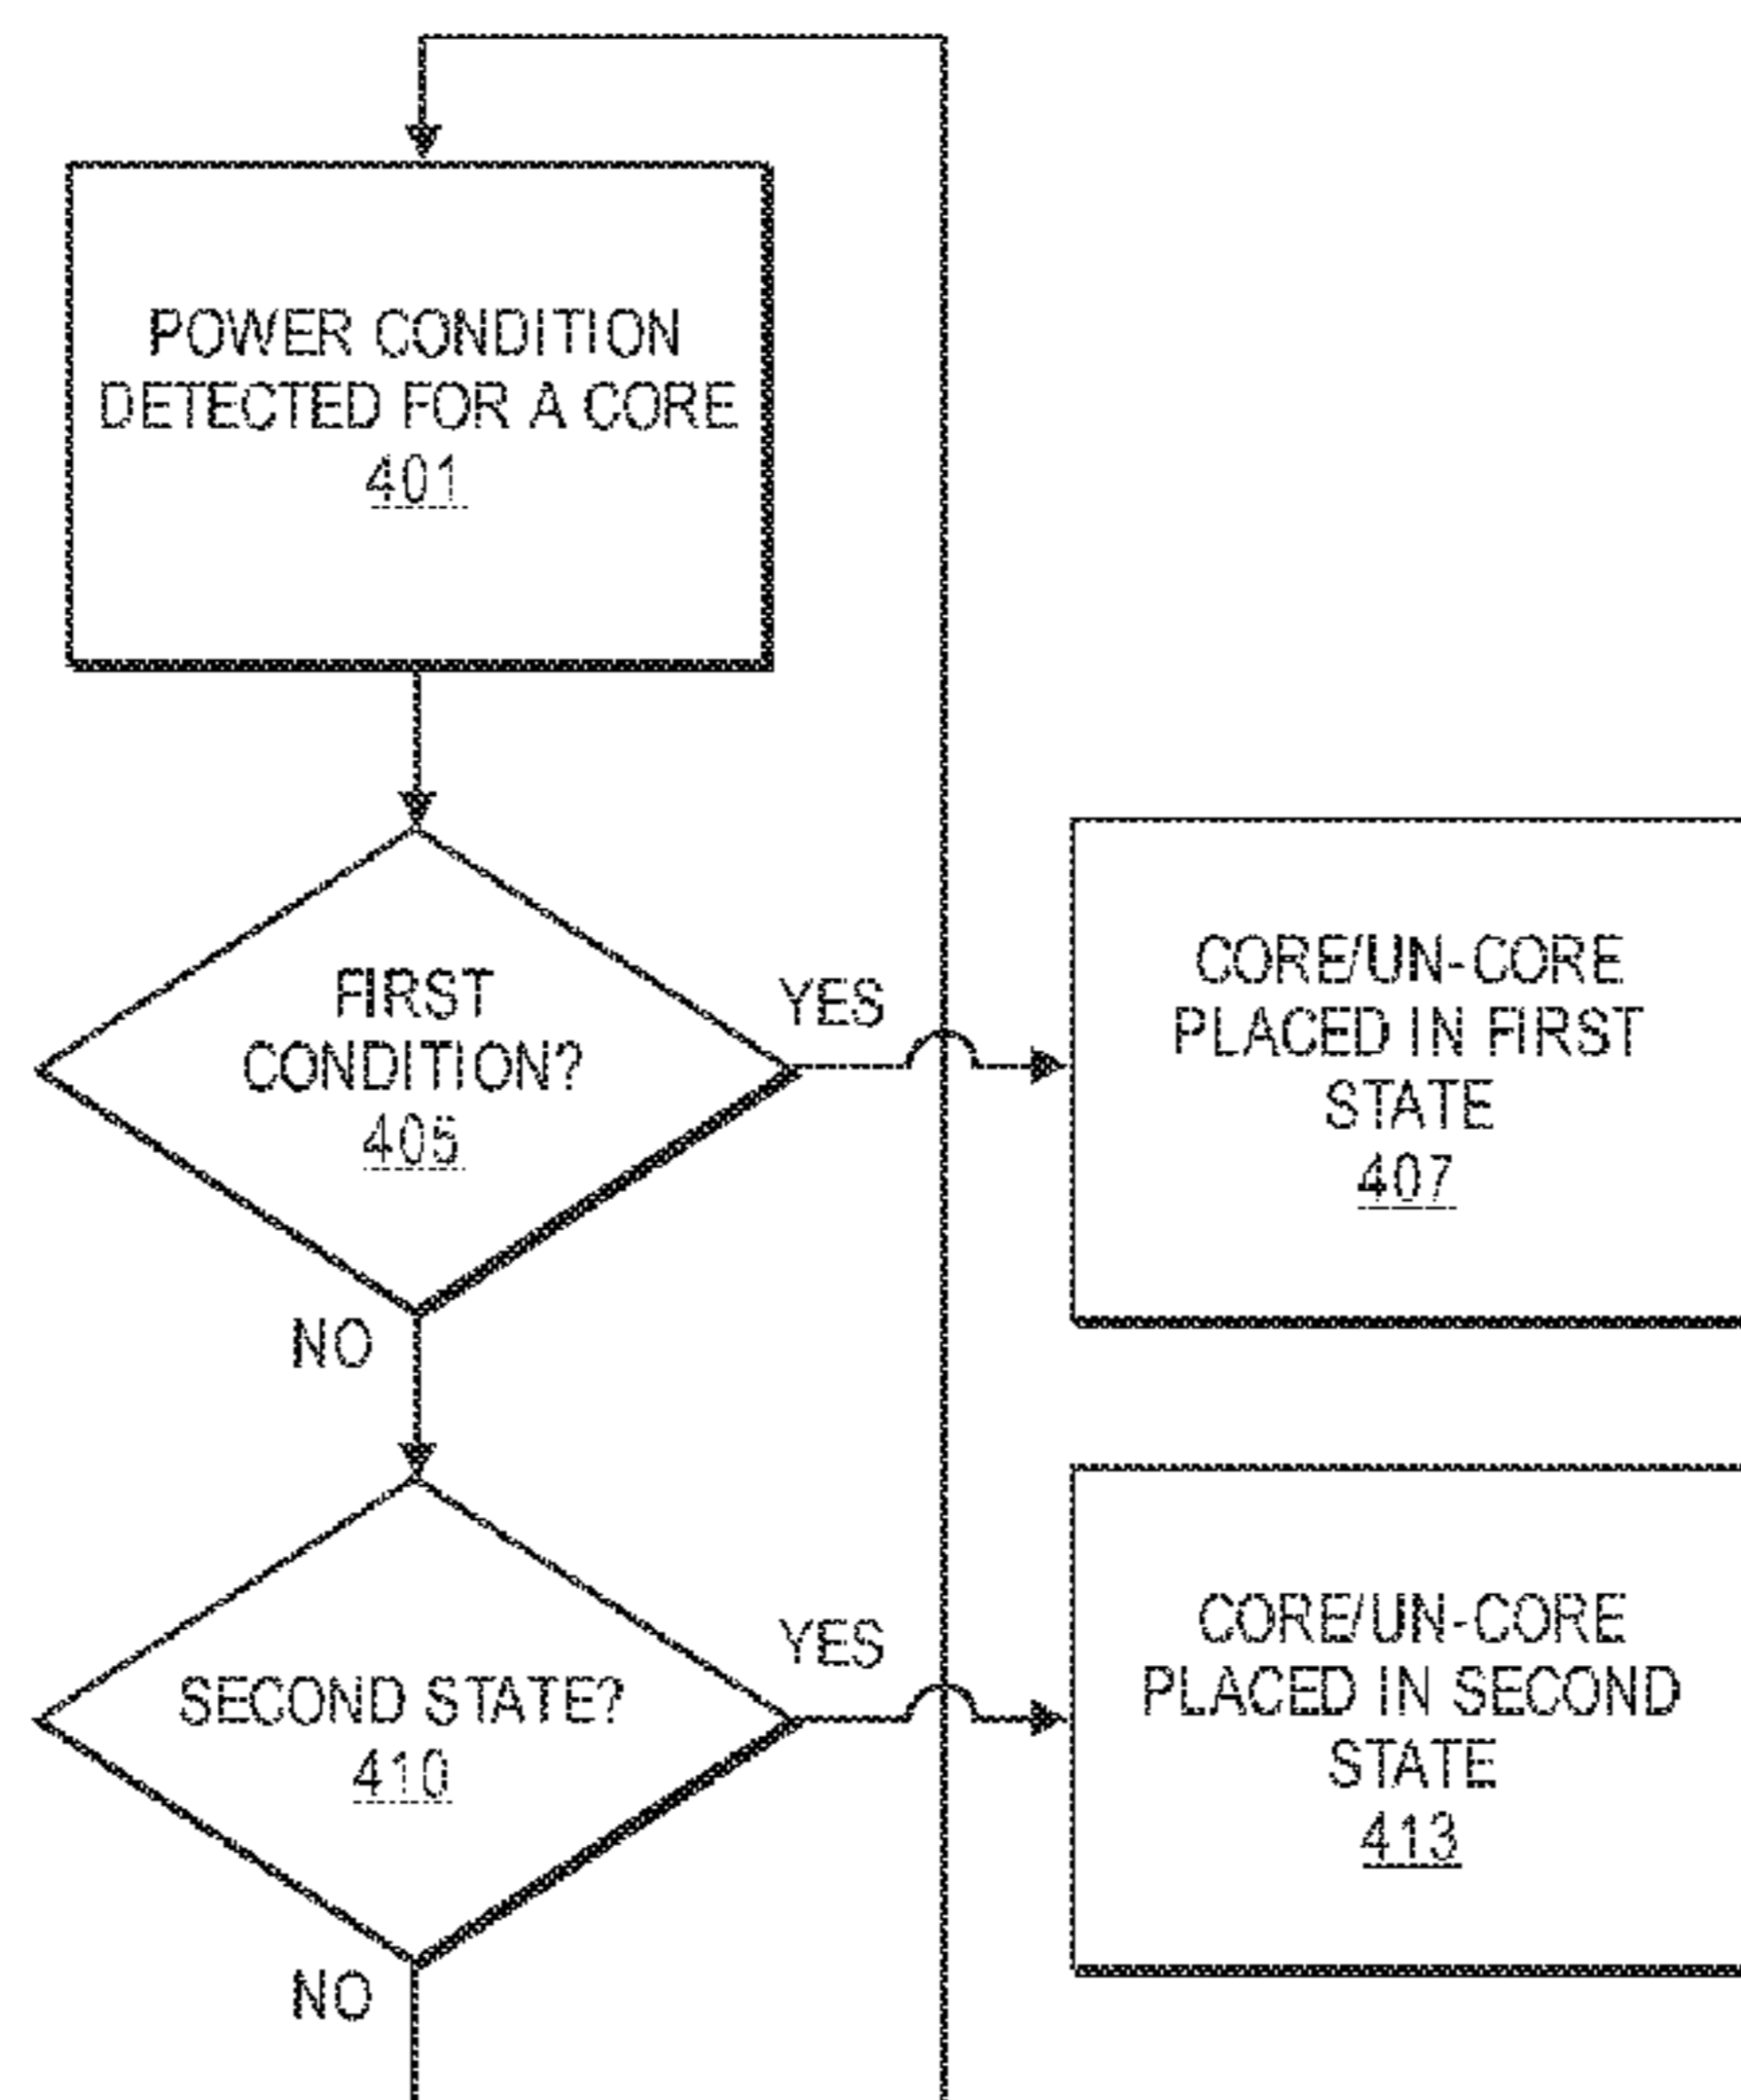 POWER CONDITION
DETECTED FOR A CORE
401
FIRST
CONDITION?
405
YES
CORE/UN-CORE
PLACED IN FIRST
STATE
407
NO
SECOND STATE?
410
YES
CORE/UN-CORE
PLACED IN SECOND
STATE
413
NO